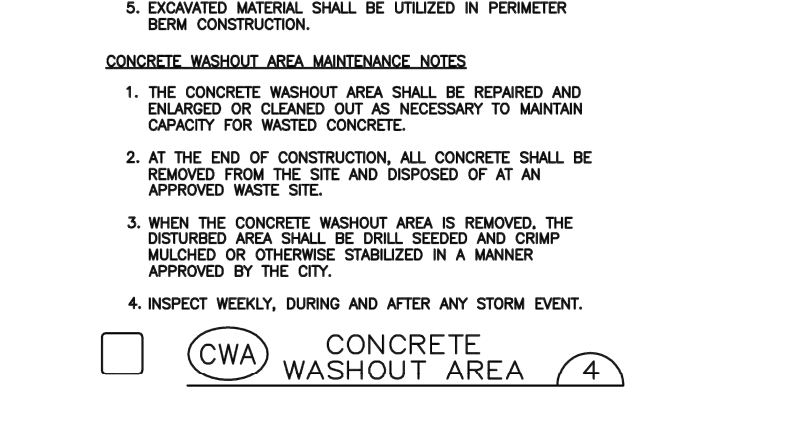 5. EXCAVATED MATERIAL SHALL BE UTILIZED IN PERIMETER
BERM CONSTRUCTION.
CONCRETE WASHOUT AREA MAINTENANCE NOTES
1. THE CONCRETE WASHOUT AREA SHALL BE REPAIRED AND
ENLARGED OR CLEANED OUT AS NECESSARY TO MAINTAIN
CAPACITY FOR WASTED CONCRETE.
2. AT THE END OF CONSTRUCTION, ALL CONCRETE SHALL BE
REMOVED FROM THE SITE AND DISPOSED OF AT AN
APPROVED WASTE SITE.
3. WHEN THE CONCRETE WASHOUT AREA IS REMOVED, THE
DISTURBED AREA SHALL BE DRILL SEEDED AND CRIMP
MULCHED OR OTHERWISE STABILIZED IN A MANNER
APPROVED BY THE CITY.
4. INSPECT WEEKLY, DURING AND AFTER ANY STORM EVENT.
CWA
CONCRETE
WASHOUT AREA
4